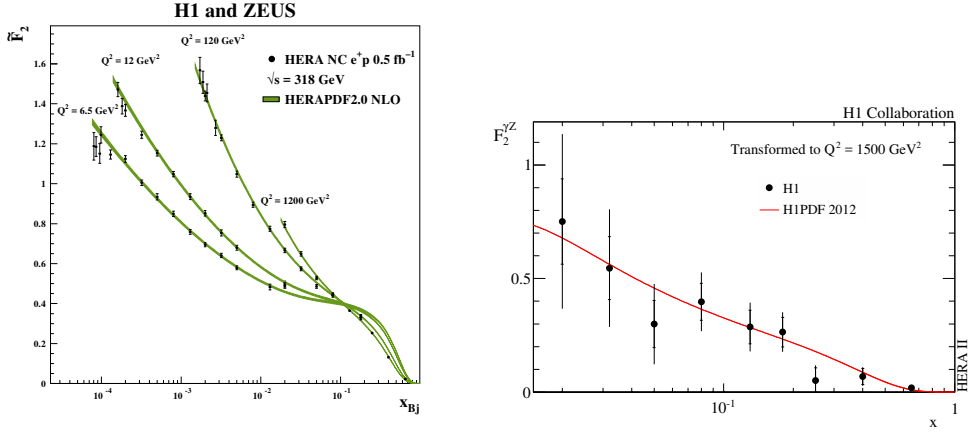 H1 and ZEUS
F̃₂
Q² = 120 GeV²
Q² = 12 GeV²
Q² = 6.5 GeV²
Q² = 1200 GeV²
HERA NC e⁺p 0.5 fb⁻¹
√s = 318 GeV
HERAPDF2.0 NLO
1.6
1.4
1.2
1
0.8
0.6
0.4
0.2
0
10⁻⁴
10⁻³
10⁻²
10⁻¹
x_Bj
H1 Collaboration
F₂^γZ
Transformed to Q² = 1500 GeV²
H1
H1PDF 2012
1
0.5
0
10⁻¹
1
x
HERA II